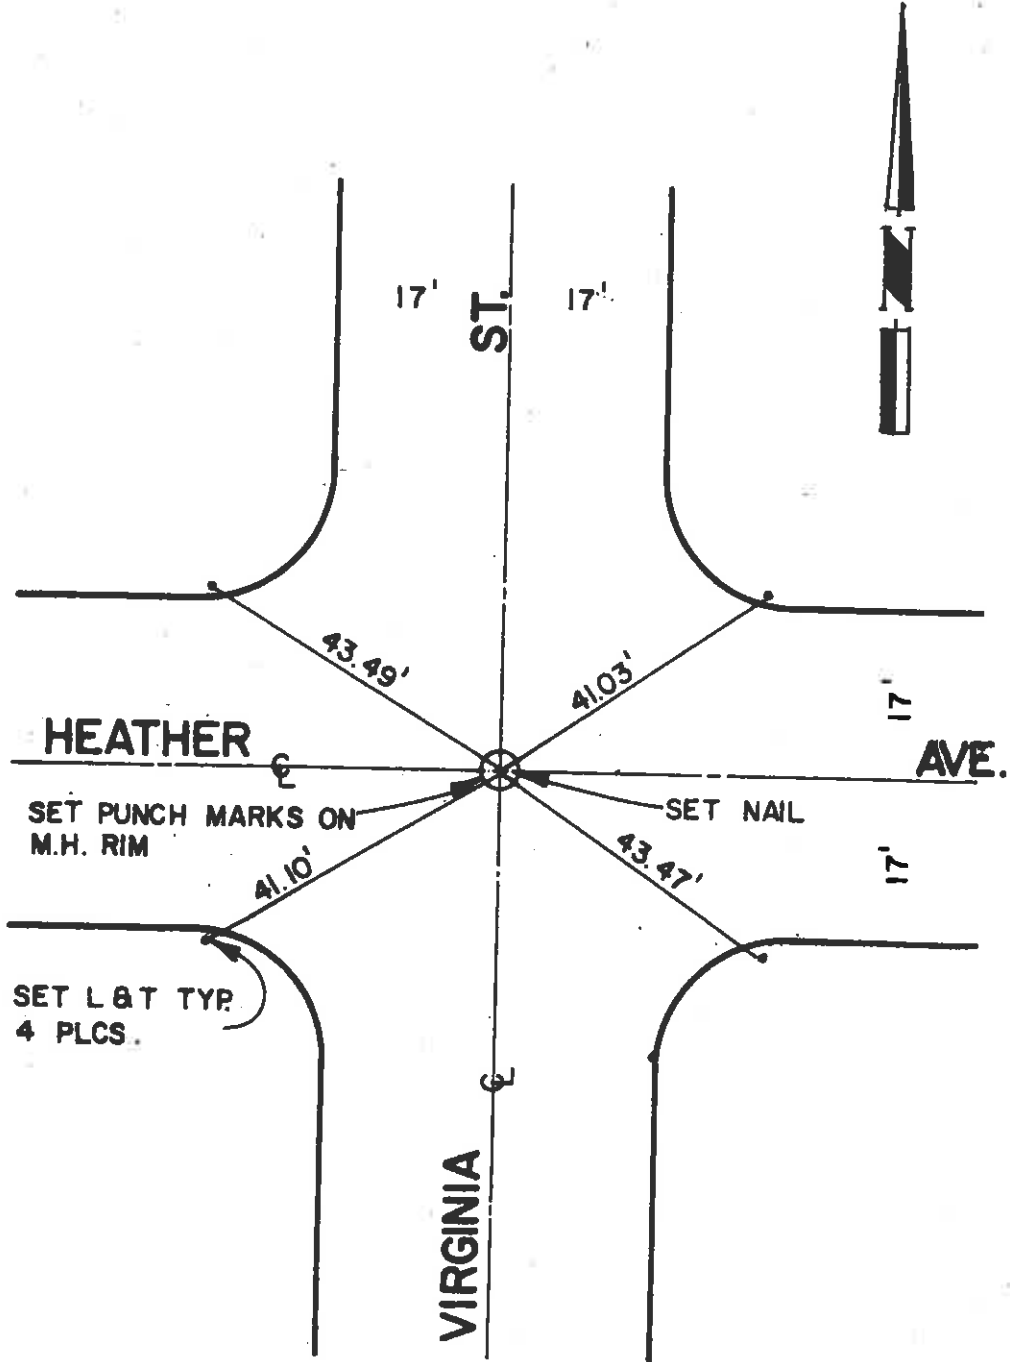 N
17'
ST.
17'
43.49'
41.03'
17'
HEATHER
AVE.
℄
SET PUNCH MARKS ON
M.H. RIM
SET NAIL
41.10'
43.47'
17'
SET L & T TYP.
4 PLCS.
℄
VIRGINIA